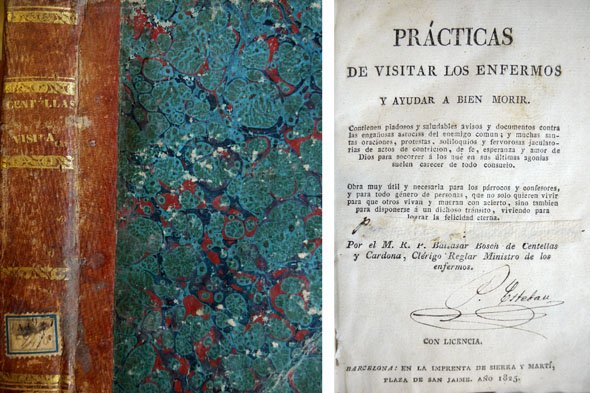 CENTELLAS
VISITA
PRÁCTICAS
DE VISITAR LOS ENFERMOS
Y AYUDAR A BIEN MORIR.
Contienen piadosos y saludables avisos y documentos contra
las engañosas astucias del enemigo comun, y muchas san-
tas oraciones, protestas, soliloquios y fervorosas jaculato-
rias de actos de contricion, de fe, esperanza y amor de
Dios para socorrer á los que en sus últimas agonías
suelen carecer de todo consuelo.
Obra muy útil y necesaria para los párrocos y confesores,
y para todo género de personas, que no solo quieren vivir
para que otros vivan y mueran con acierto, sino tambien
para disponerse á un dichoso tránsito, viviendo para
lograr la felicidad eterna.
Por el M. R. P. Baltasar Bosch de Centellas
y Cardona, Clérigo Reglar Ministro de los
enfermos.
P. Esteban
CON LICENCIA.
BARCELONA: EN LA IMPRENTA DE SIERRA Y MARTÍ,
PLAZA DE SAN JAIME. AÑO 1825.